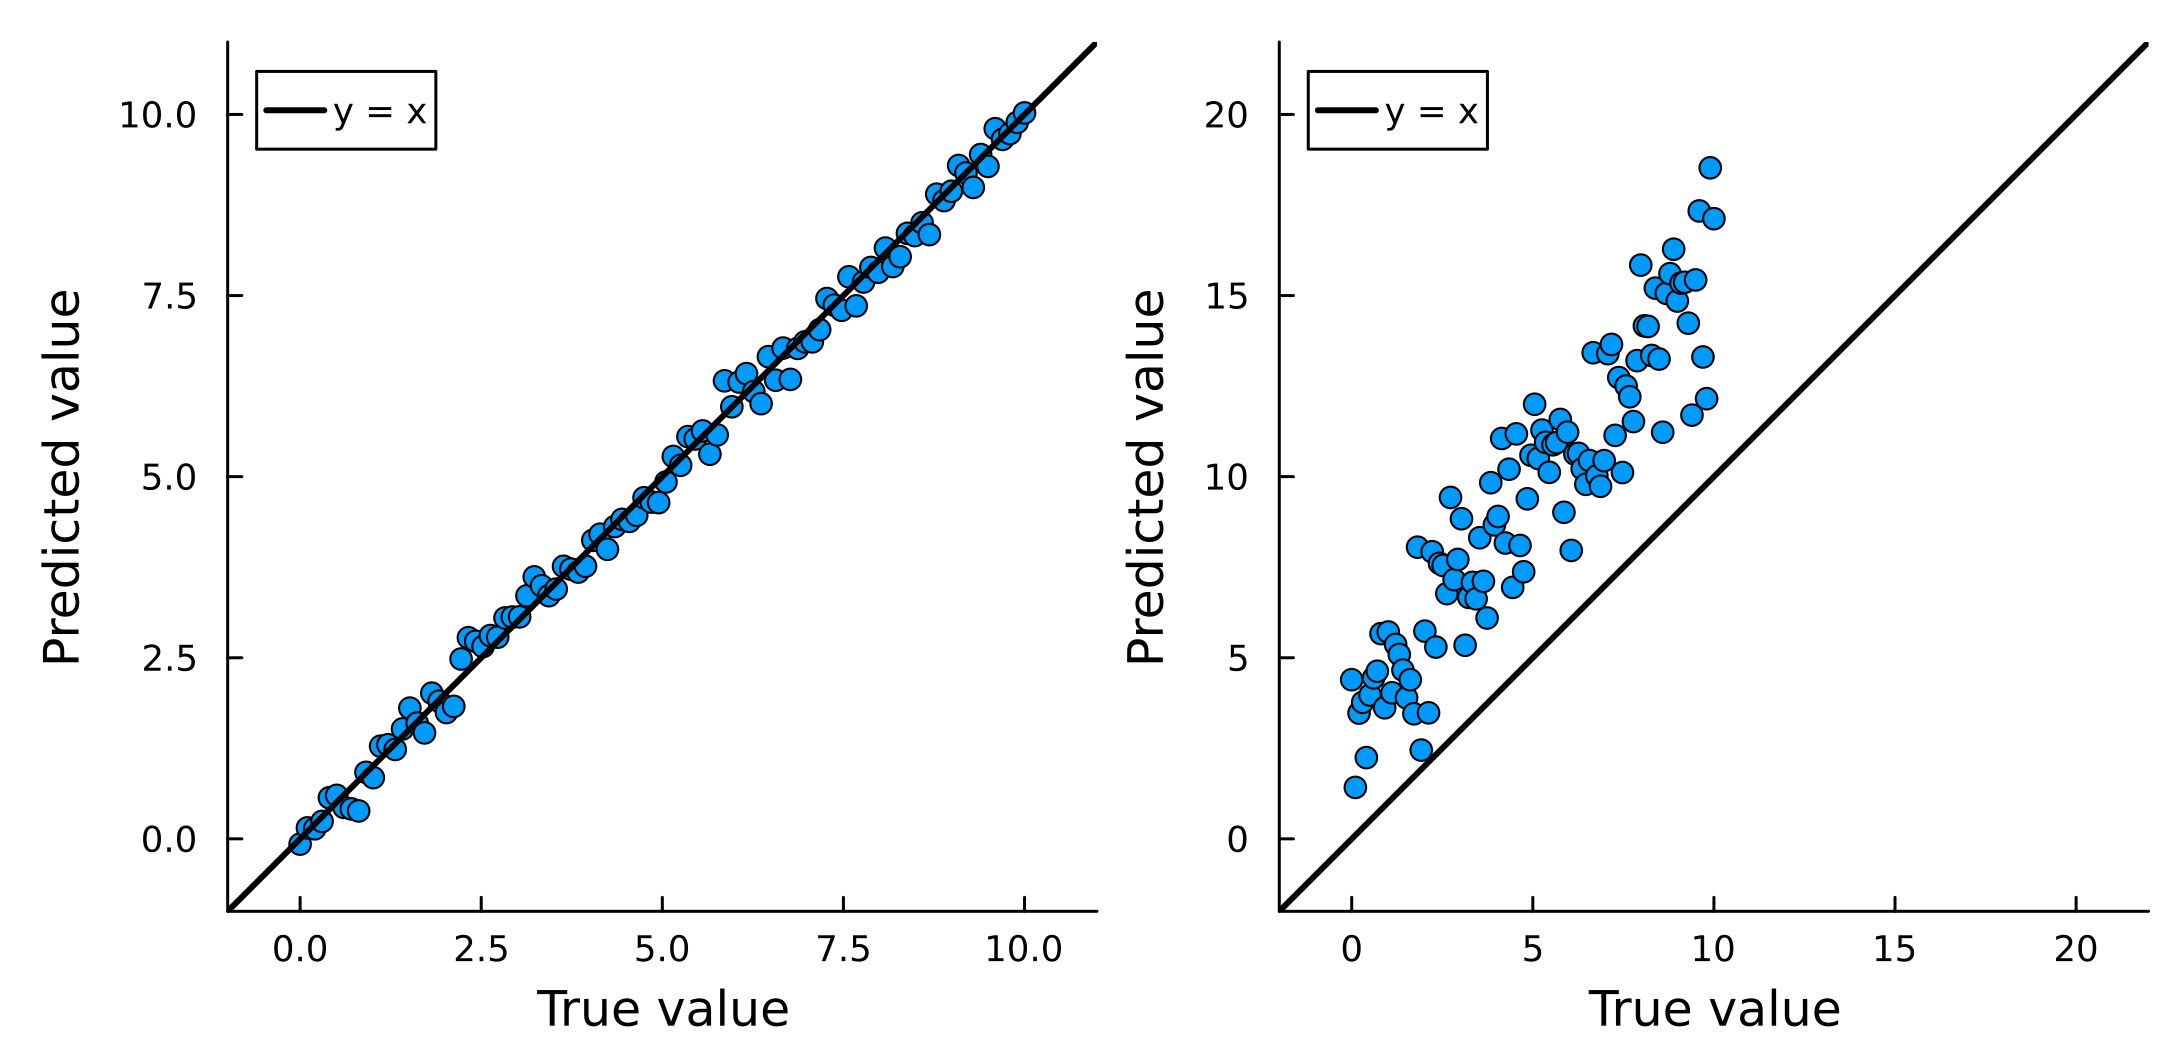 y = x
10.0
7.5
5.0
2.5
0.0
Predicted value
0.0 2.5 5.0 7.5 10.0
True value
y = x
20
15
10
5
0
Predicted value
0 5 10 15 20
True value